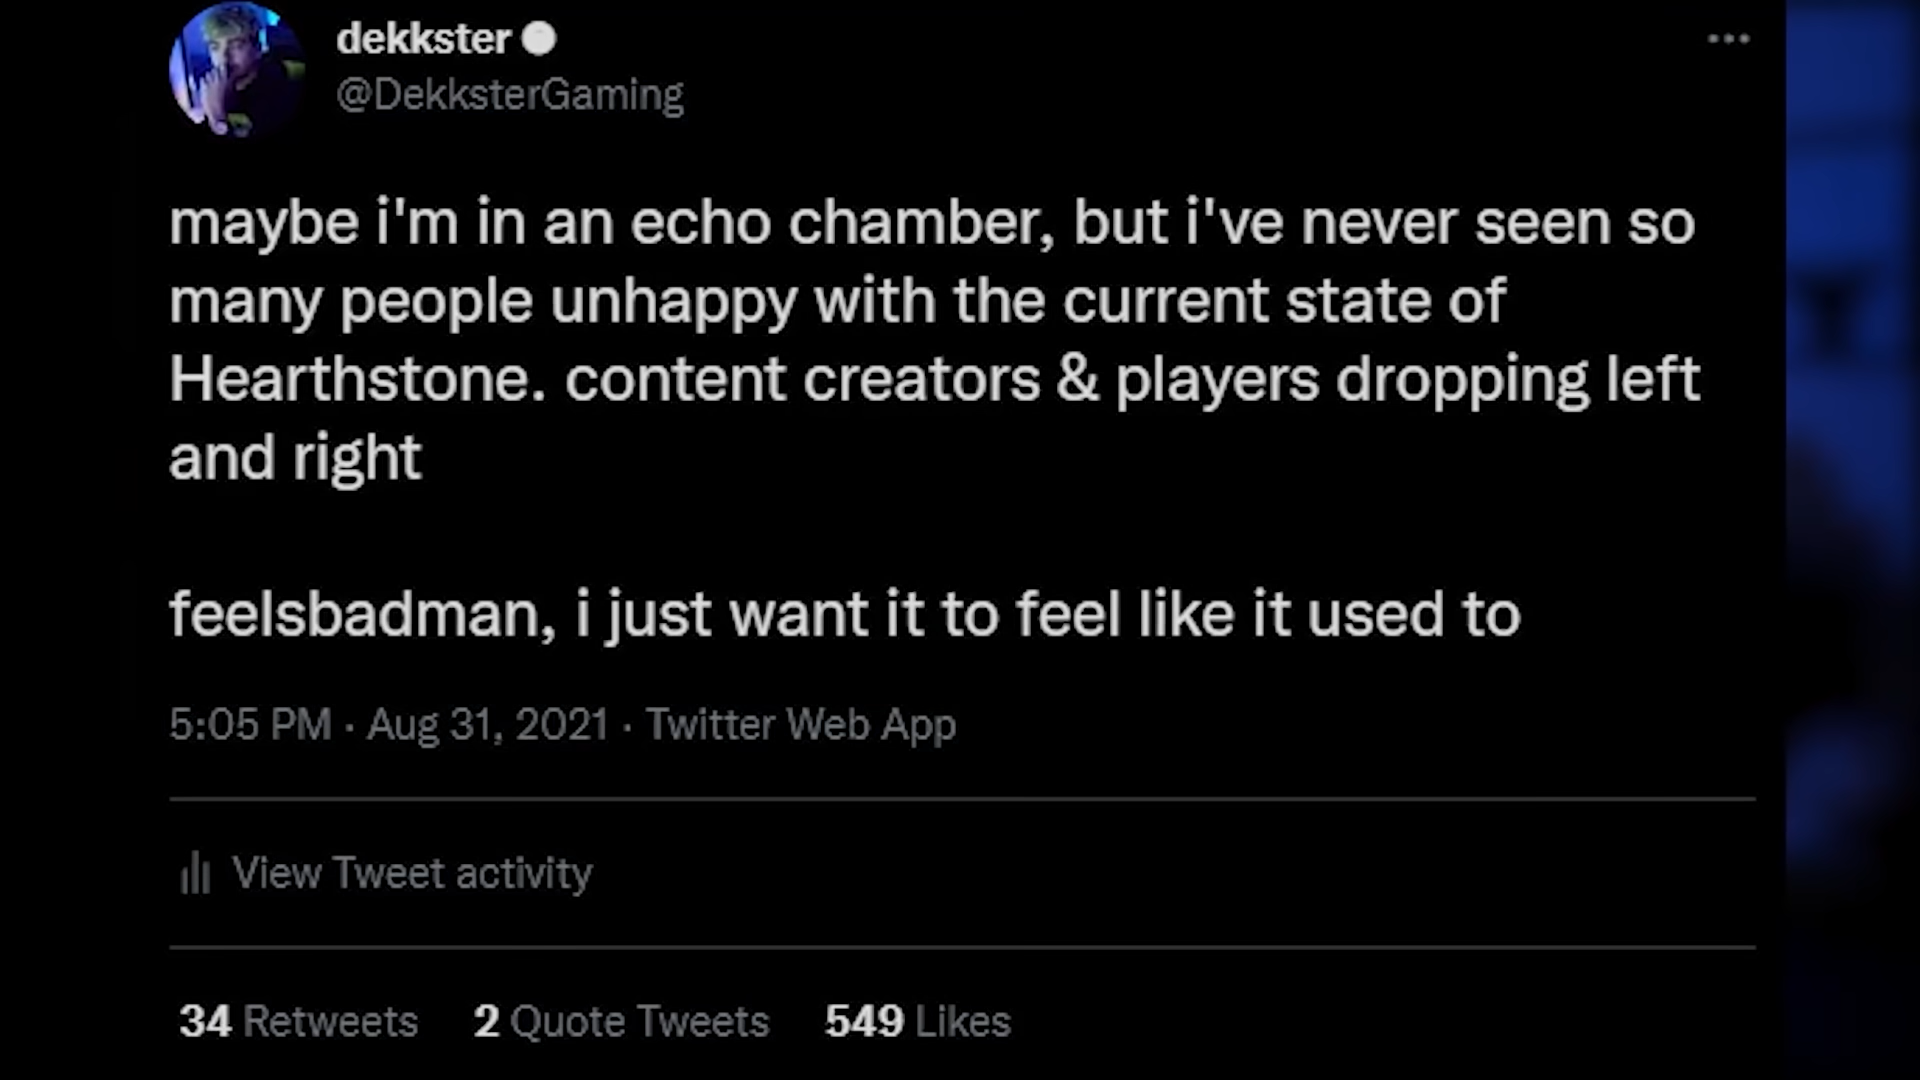 dekkster
@DekksterGaming
maybe i'm in an echo chamber, but i've never seen so
many people unhappy with the current state of
Hearthstone. content creators & players dropping left
and right
feelsbadman, i just want it to feel like it used to
5:05 PM · Aug 31, 2021 · Twitter Web App
View Tweet activity
34 Retweets 2 Quote Tweets 549 Likes